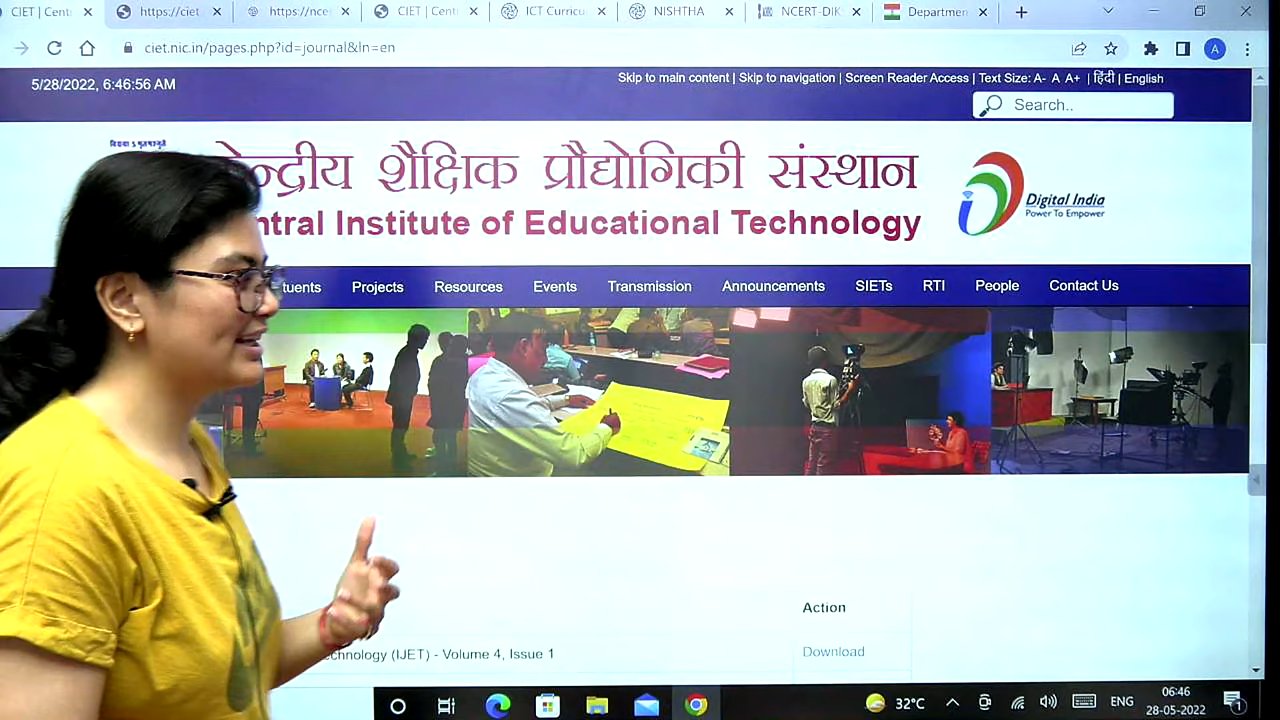 CIET | Cent
https://ciet
https://nce
CIET | Cent
ICT Curricu
NISHTHA
NCERT-DIK
Departmen
ciet.nic.in/pages.php?id=journal&ln=en
A
5/28/2022, 6:46:56 AM
Skip to main content | Skip to navigation | Screen Reader Access | Text Size: A- A A+ | हिंदी | English
Search..
केन्द्रीय शैक्षिक प्रौद्योगिकी संस्थान
ntral Institute of Educational Technology
Digital India
Power To Empower
tuents
Projects
Resources
Events
Transmission
Announcements
SIETs
RTI
People
Contact Us
Action
chnology (IJET) - Volume 4, Issue 1
Download
32°C
ENG
06:46
28-05-2022
1